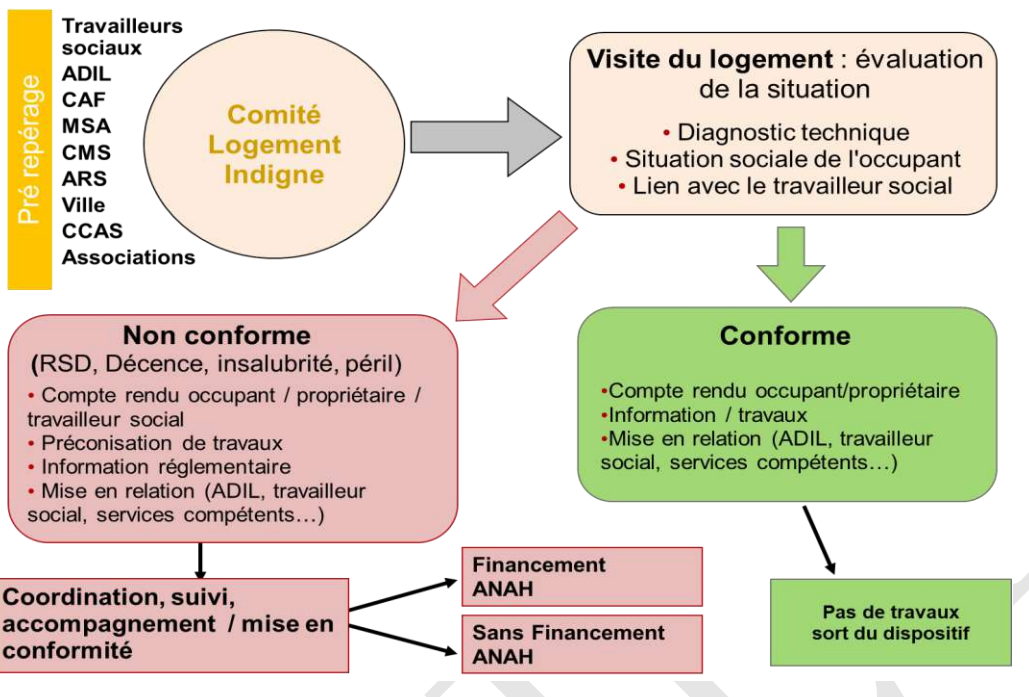 Pré repérage
Travailleurs
sociaux
ADIL
CAF
MSA
CMS
ARS
Ville
CCAS
Associations
Comité
Logement
Indigne
Visite du logement : évaluation
de la situation
• Diagnostic technique
• Situation sociale de l'occupant
• Lien avec le travailleur social
Non conforme
(RSD, Décence, insalubrité, péril)
• Compte rendu occupant / propriétaire /
travailleur social
• Préconisation de travaux
• Information réglementaire
• Mise en relation (ADIL, travailleur
social, services compétents…)
Conforme
•Compte rendu occupant/propriétaire
•Information / travaux
•Mise en relation (ADIL, travailleur
social, services compétents…)
Coordination, suivi,
accompagnement / mise en
conformité
Financement
ANAH
Sans Financement
ANAH
Pas de travaux
sort du dispositif